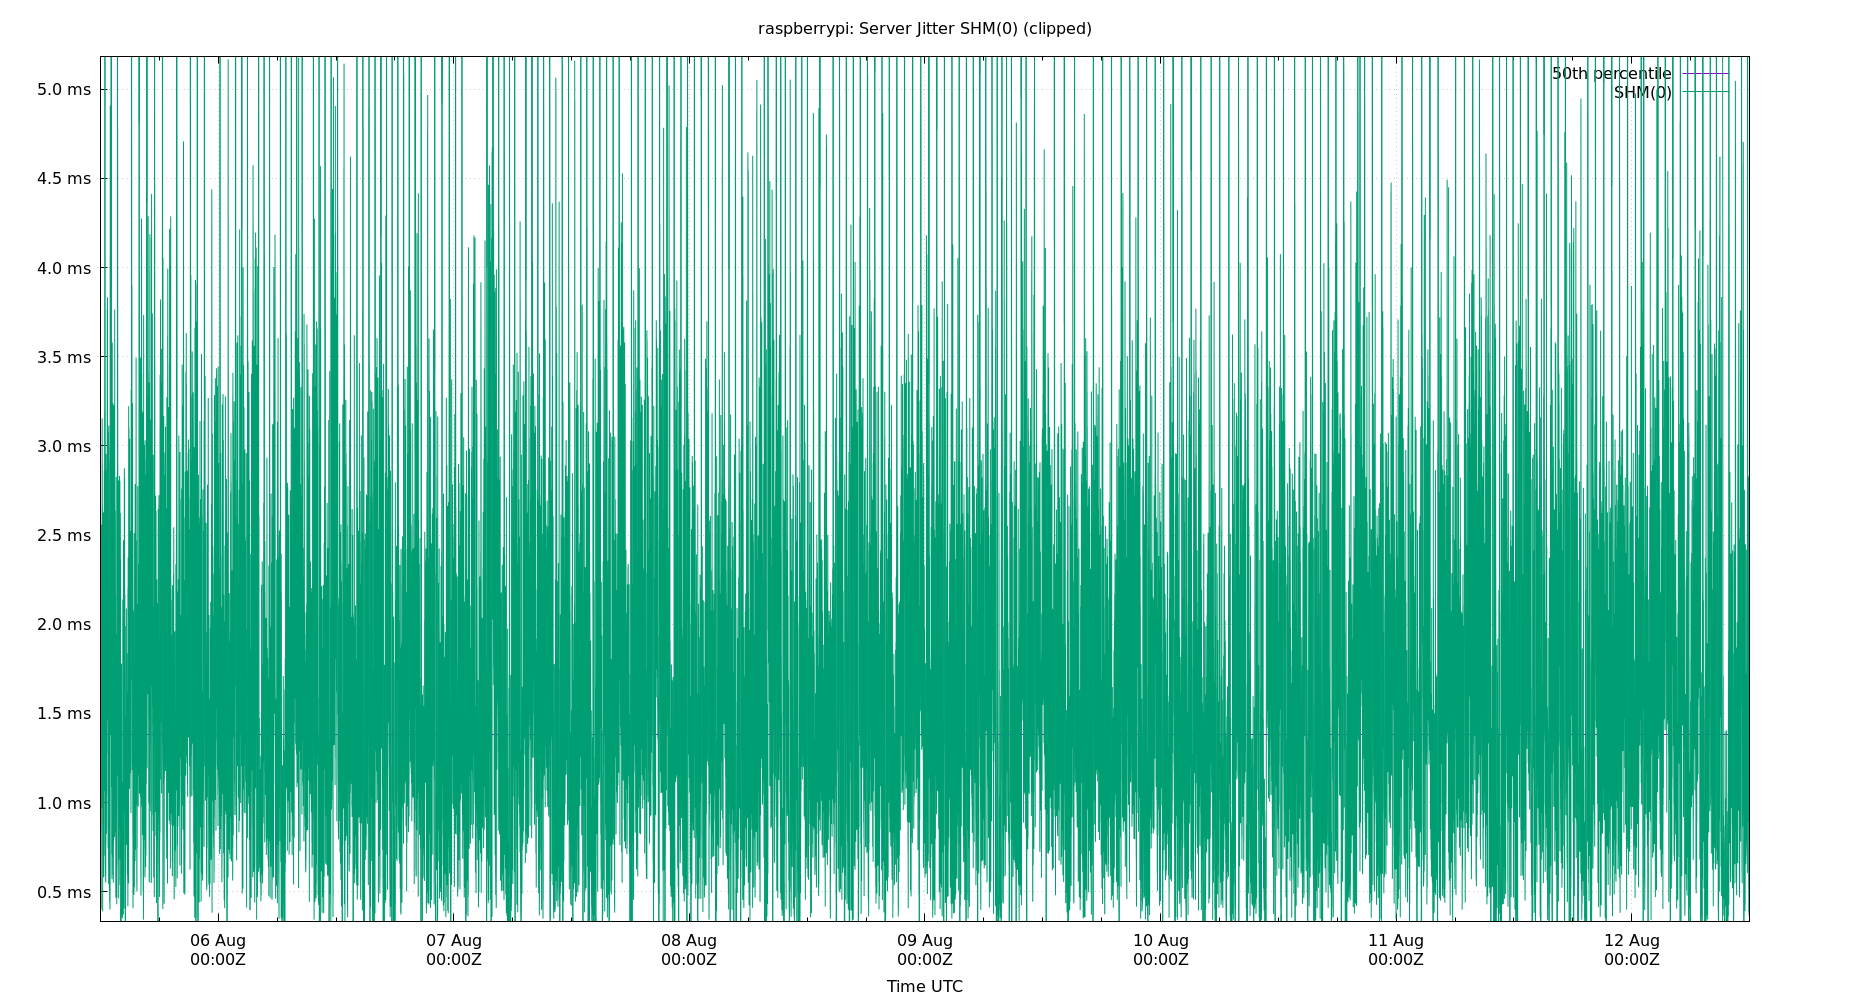 raspberrypi: Server Jitter SHM(0) (clipped)
50th percentile
SHM(0)
5.0 ms
4.5 ms
4.0 ms
3.5 ms
3.0 ms
2.5 ms
2.0 ms
1.5 ms
1.0 ms
0.5 ms
06 Aug 07 Aug 08 Aug 09 Aug 10 Aug 11 Aug 12 Aug
00:00Z 00:00Z 00:00Z 00:00Z 00:00Z 00:00Z 00:00Z
Time UTC